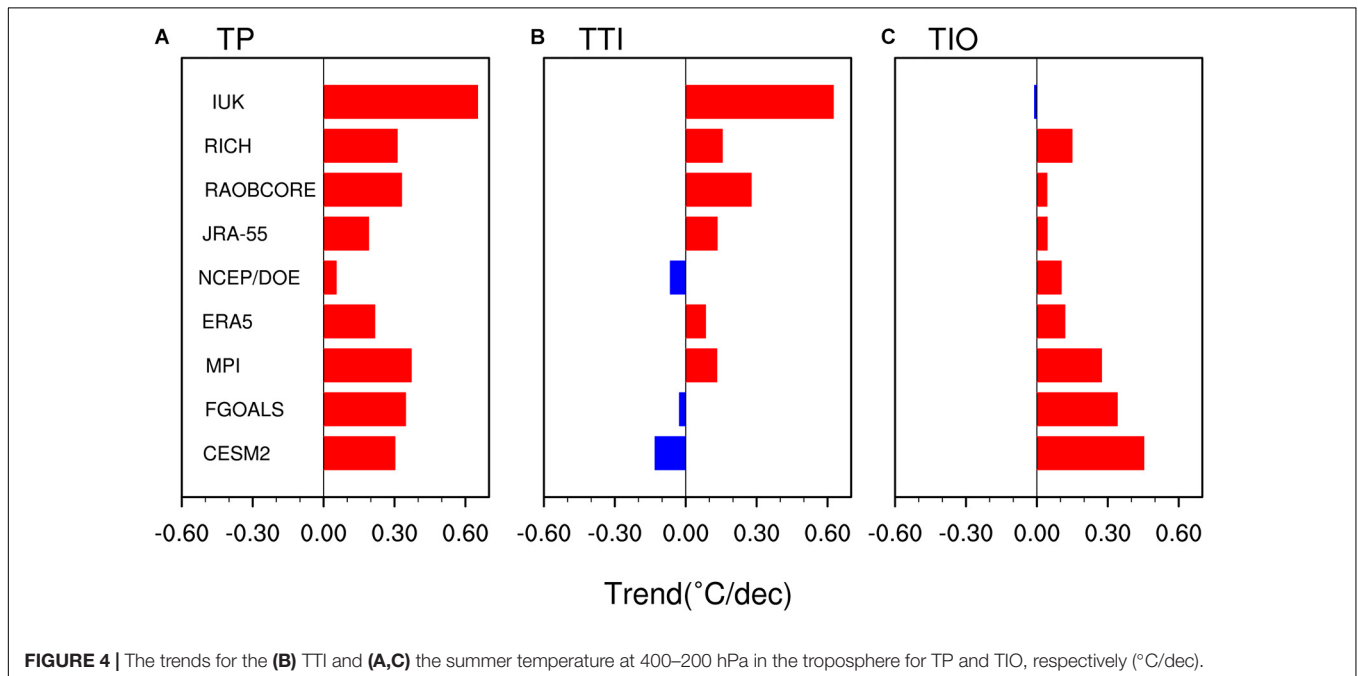 A TP
B TTI
C TIO
IUK
RICH
RAOBCORE
JRA-55
NCEP/DOE
ERA5
MPI
FGOALS
CESM2
-0.60 -0.30 0.00 0.30 0.60 -0.60 -0.30 0.00 0.30 0.60 -0.60 -0.30 0.00 0.30 0.60
Trend(°C/dec)
FIGURE 4 | The trends for the (B) TTI and (A,C) the summer temperature at 400–200 hPa in the troposphere for TP and TIO, respectively (°C/dec).